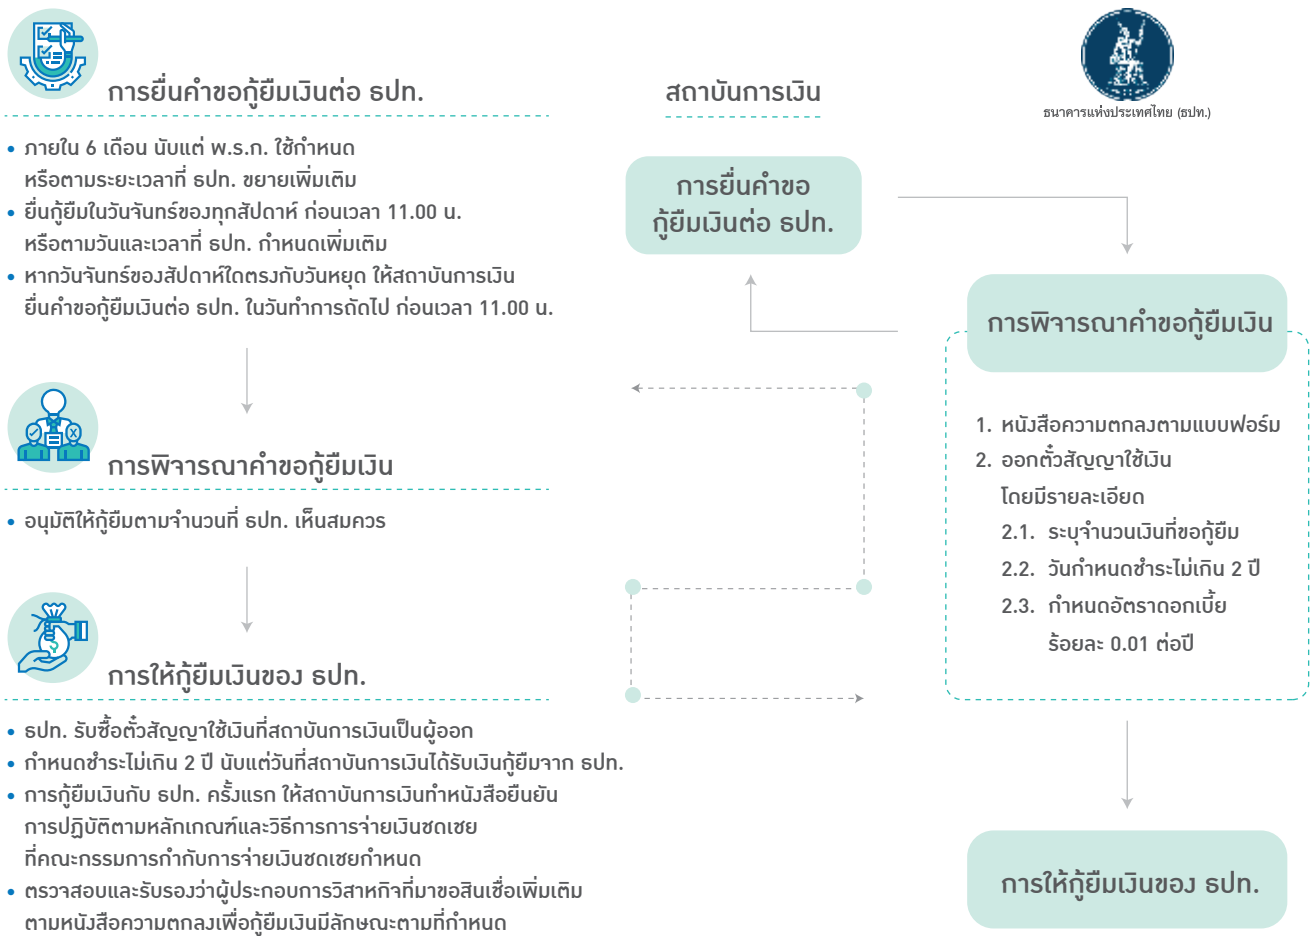 การยื่นคำขอกู้ยืมเงินต่อ ธปท.
• ภายใน 6 เดือน นับแต่ พ.ร.ก. ใช้กำหนด
หรือตามระยะเวลาที่ ธปท. ขยายเพิ่มเติม
• ยื่นกู้ยืมในวันจันทร์ของทุกสัปดาห์ ก่อนเวลา 11.00 น.
หรือตามวันและเวลาที่ ธปท. กำหนดเพิ่มเติม
• หากวันจันทร์ของสัปดาห์ใดตรงกับวันหยุด ให้สถาบันการเงิน
ยื่นคำขอกู้ยืมเงินต่อ ธปท. ในวันทำการถัดไป ก่อนเวลา 11.00 น.
การพิจารณาคำขอกู้ยืมเงิน
• อนุมัติให้กู้ยืมตามจำนวนที่ ธปท. เห็นสมควร
การให้กู้ยืมเงินของ ธปท.
• ธปท. รับซื้อตั๋วสัญญาใช้เงินที่สถาบันการเงินเป็นผู้ออก
• กำหนดชำระไม่เกิน 2 ปี นับแต่วันที่สถาบันการเงินได้รับเงินกู้ยืมจาก ธปท.
• การกู้ยืมเงินกับ ธปท. ครั้งแรก ให้สถาบันการเงินทำหนังสือยืนยัน
การปฏิบัติตามหลักเกณฑ์และวิธีการการจ่ายเงินชดเชย
ที่คณะกรรมการกำกับการจ่ายเงินชดเชยกำหนด
• ตรวจสอบและรับรองว่าผู้ประกอบการวิสาหกิจที่มาขอสินเชื่อเพิ่มเติม
ตามหนังสือความตกลงเพื่อกู้ยืมเงินมีลักษณะตามที่กำหนด
สถาบันการเงิน
การยื่นคำขอ
กู้ยืมเงินต่อ ธปท.
ธนาคารแห่งประเทศไทย (ธปท.)
การพิจารณาคำขอกู้ยืมเงิน
1. หนังสือความตกลงตามแบบฟอร์ม
2. ออกตั๋วสัญญาใช้เงิน
โดยมีรายละเอียด
2.1. ระบุจำนวนเงินที่ขอกู้ยืม
2.2. วันกำหนดชำระไม่เกิน 2 ปี
2.3. กำหนดอัตราดอกเบี้ย
ร้อยละ 0.01 ต่อปี
การให้กู้ยืมเงินของ ธปท.